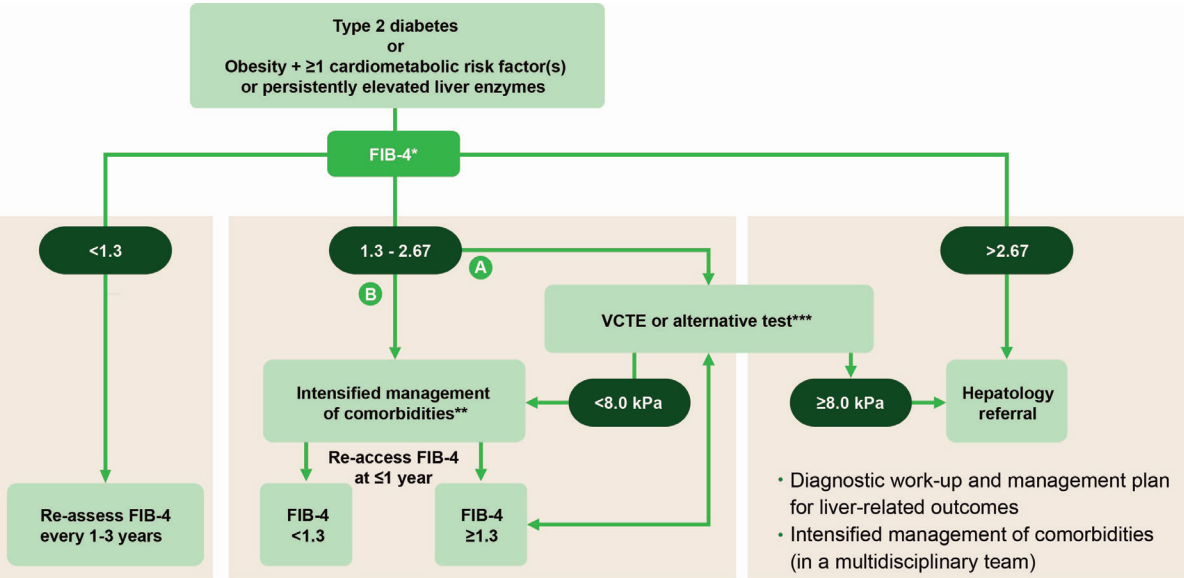 Type 2 diabetes
or
Obesity + ≥1 cardiometabolic risk factor(s)
or persistently elevated liver enzymes
FIB-4*
<1.3
1.3 - 2.67
>2.67
A
B
VCTE or alternative test***
Intensified management
of comorbidities**
<8.0 kPa
≥8.0 kPa
Hepatology
referral
Re-access FIB-4
at ≤1 year
Re-assess FIB-4
every 1-3 years
FIB-4
<1.3
FIB-4
≥1.3
• Diagnostic work-up and management plan
for liver-related outcomes
• Intensified management of comorbidities
(in a multidisciplinary team)